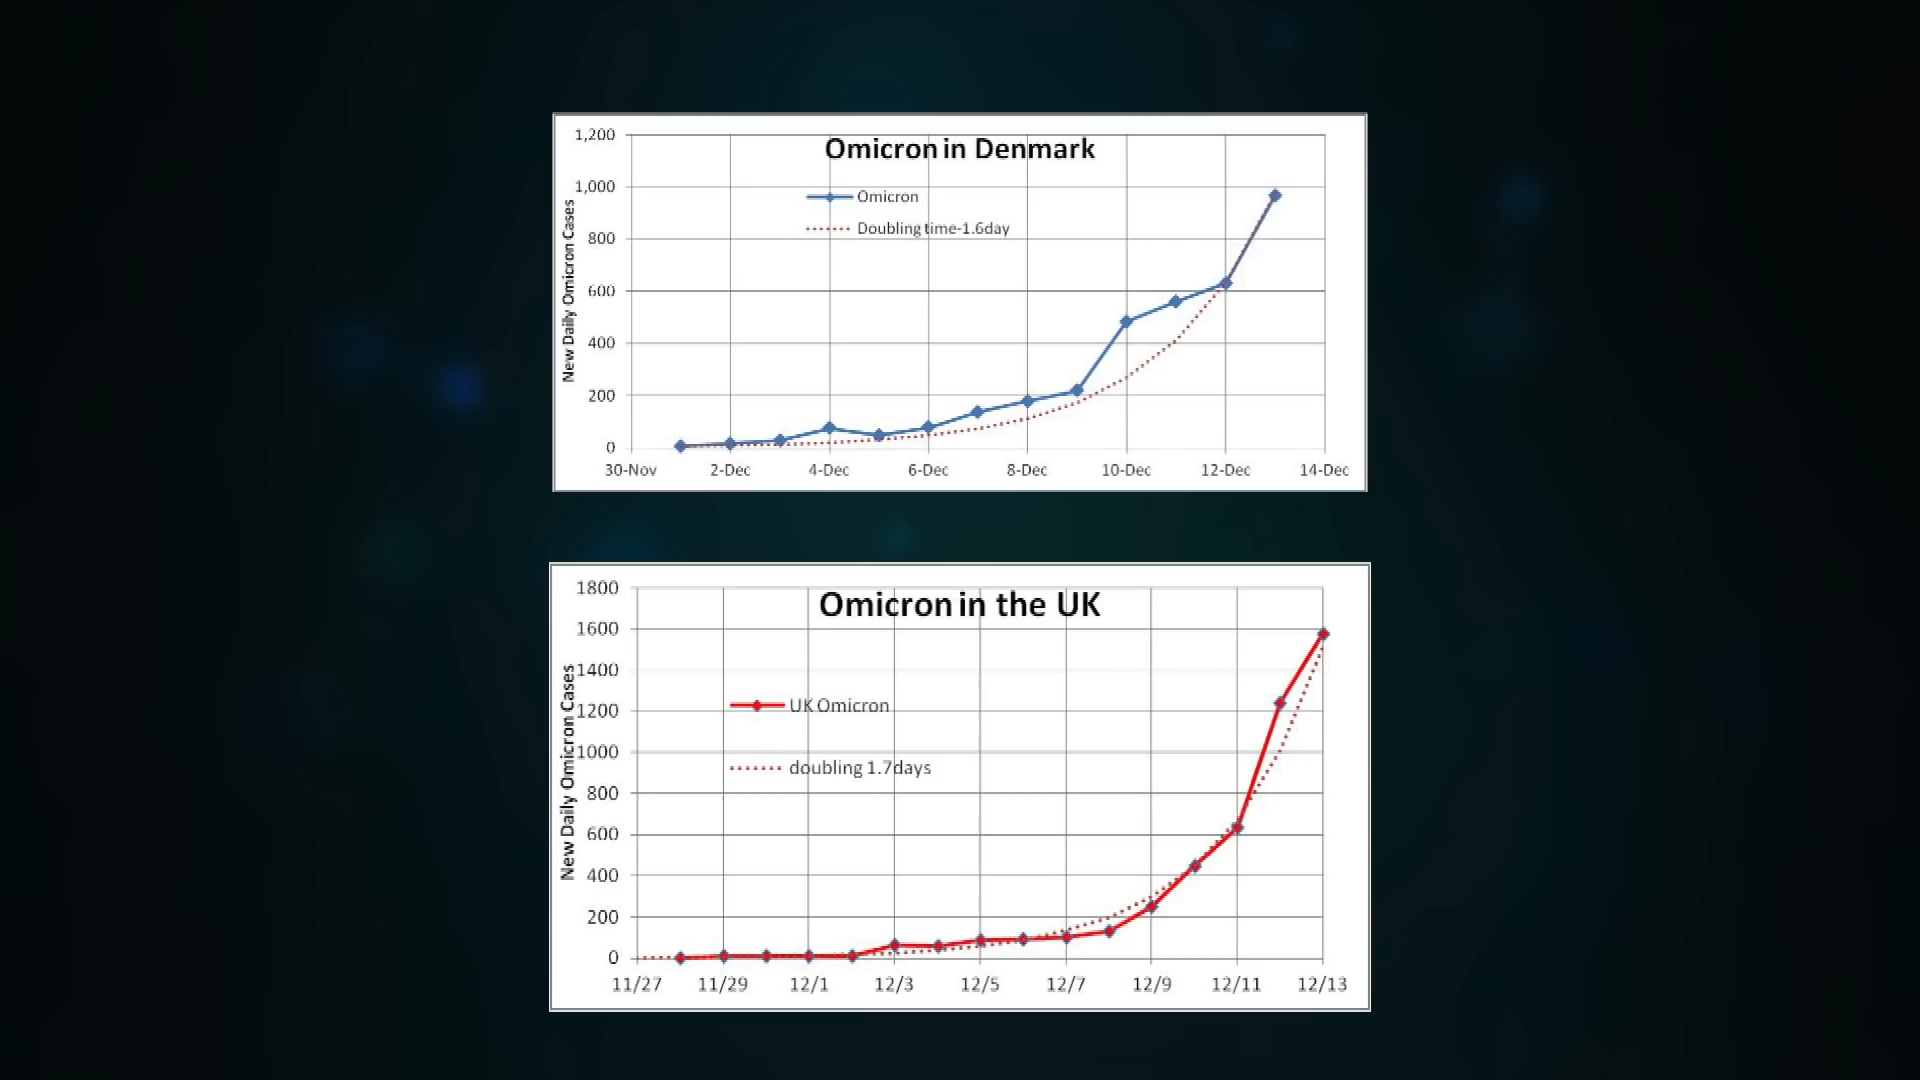 Omicron in Denmark
New Daily Omicron Cases
1,200
1,000
800
600
400
200
0
Omicron
Doubling time-1.6day
30-Nov 2-Dec 4-Dec 6-Dec 8-Dec 10-Dec 12-Dec 14-Dec
Omicron in the UK
New Daily Omicron Cases
1800
1600
1400
1200
1000
800
600
400
200
0
UK Omicron
doubling 1.7days
11/27 11/29 12/1 12/3 12/5 12/7 12/9 12/11 12/13